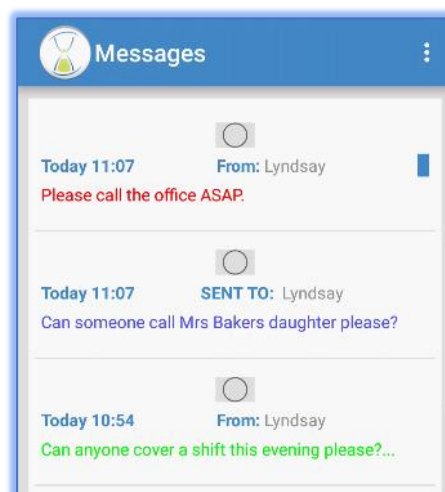 Messages
Today 11:07 From: Lyndsay
Please call the office ASAP.
Today 11:07 SENT TO: Lyndsay
Can someone call Mrs Bakers daughter please?
Today 10:54 From: Lyndsay
Can anyone cover a shift this evening please?...